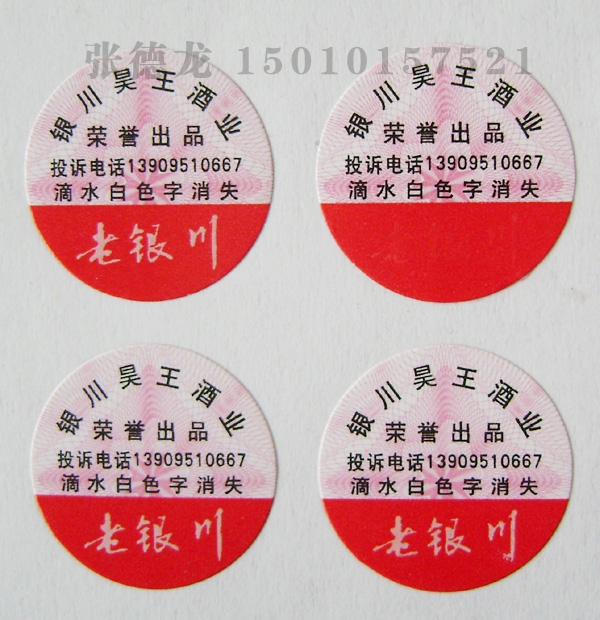 张德龙 15010157521
银川昊王酒业
荣誉出品
投诉电话13909510667
滴水白色字消失
老银川
银川昊王酒业
荣誉出品
投诉电话13909510667
滴水白色字消失
老银川
银川昊王酒业
荣誉出品
投诉电话13909510667
滴水白色字消失
老银川
银川昊王酒业
荣誉出品
投诉电话13909510667
滴水白色字消失
老银川